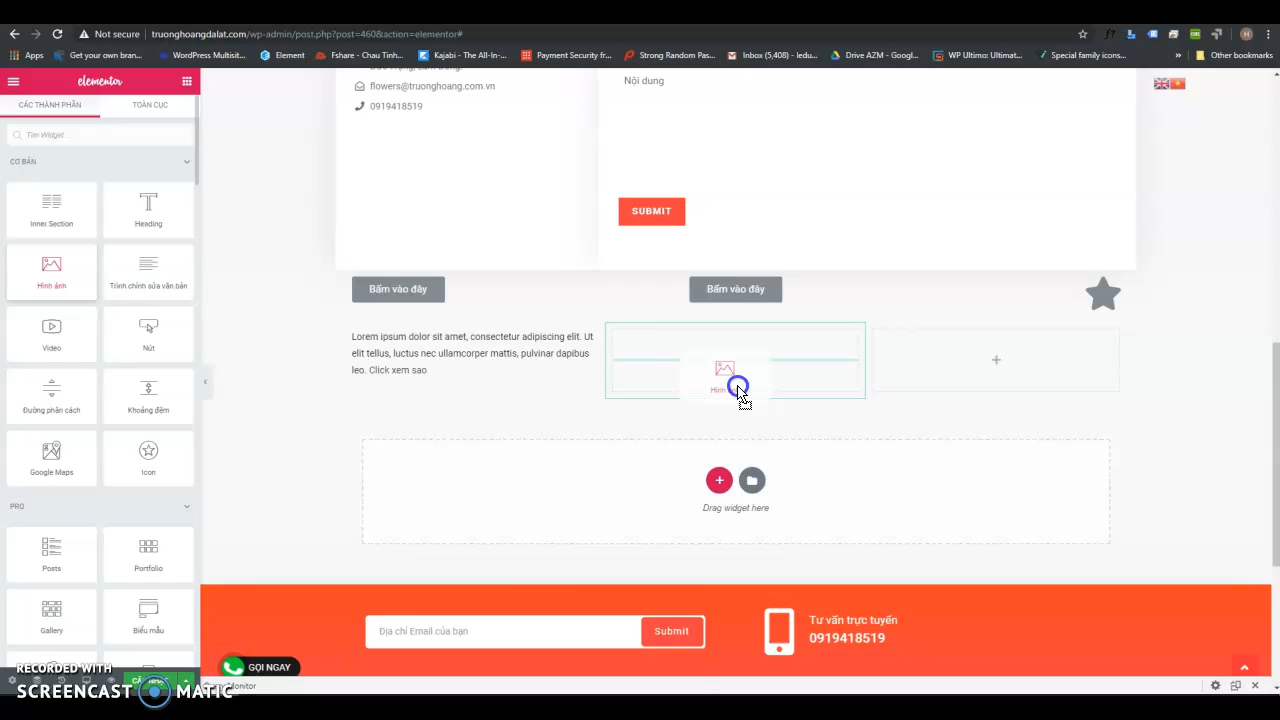 Not secure truonghoangdalat.com/wp-admin/post.php?post=460&action=elementor#
Apps Get your own bran... WordPress Multisit... Element Fshare - Chau Tinh... Kajabi - The All-In-... Payment Security fr... Strong Random Pas... Inbox (5,408) - ledu... Drive AZM - Googl... WP Ultimo: Ultimat... Special family icons... » Other bookmarks
elementor
CÁC THÀNH PHẦN TOÀN CỤC
Tìm Widget...
CƠ BẢN
Inner Section
Heading
Hình ảnh
Trình chỉnh sửa văn bản
Video
Nút
Đường phân cách
Khoảng đệm
Google Maps
Icon
PRO
Posts
Portfolio
Gallery
Biểu mẫu
flowers@truonghoang.com.vn
0919418519
Nội dung
SUBMIT
Bấm vào đây
Bấm vào đây
Lorem ipsum dolor sit amet, consectetur adipiscing elit. Ut
elit tellus, luctus nec ullamcorper mattis, pulvinar dapibus
leo. Click xem sao
Drag widget here
Địa chỉ Email của bạn
Submit
Tư vấn trực tuyến
0919418519
GỌI NGAY
RECORDED WITH
SCREENCAST MATIC